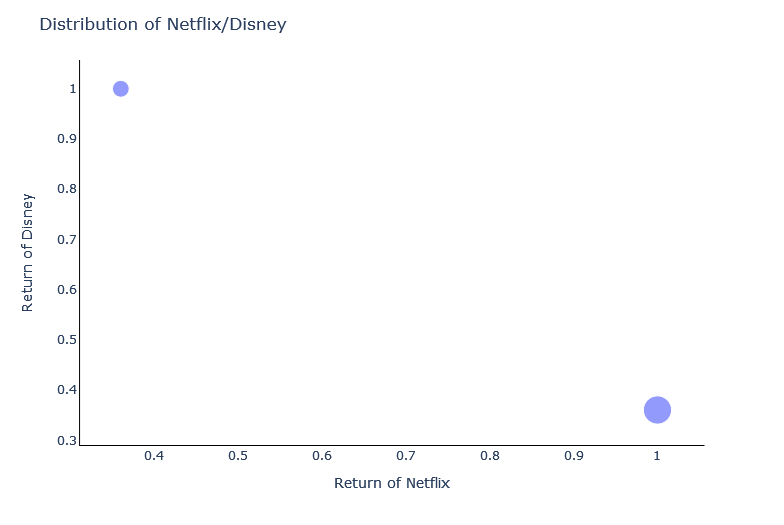 Distribution of Netflix/Disney
1
0.9
0.8
0.7
0.6
0.5
0.4
0.3
Return of Disney
0.4 0.5 0.6 0.7 0.8 0.9 1
Return of Netflix